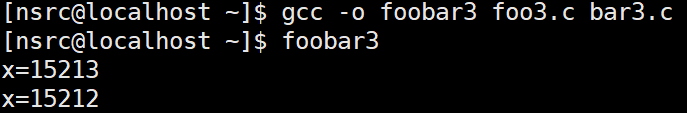 [nsrc@localhost ~]$ gcc -o foobar3 foo3.c bar3.c
[nsrc@localhost ~]$ foobar3
x=15213
x=15212